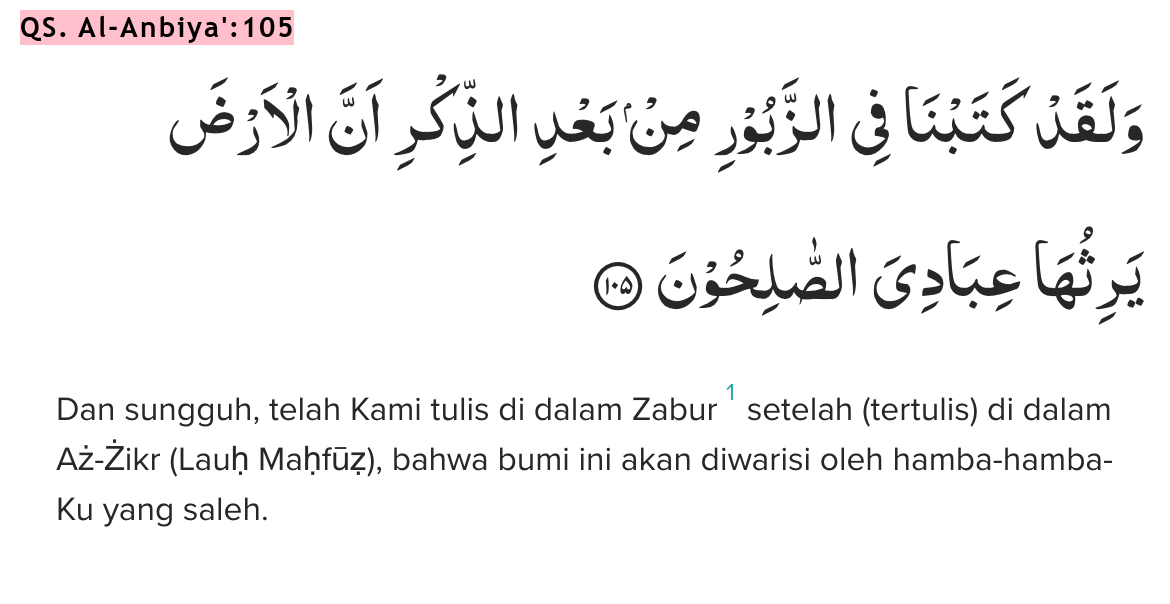 QS. Al-Anbiya':105
وَلَقَدْ كَتَبْنَا فِى الزَّبُوْرِ مِنْۢ بَعْدِ الذِّكْرِ اَنَّ الْاَرْضَ
يَرِثُهَا عِبَادِىَ الصّٰلِحُوْنَ ۝١٠٥
Dan sungguh, telah Kami tulis di dalam Zabur 1 setelah (tertulis) di dalam
Aż-Żikr (Lauḥ Maḥfūẓ), bahwa bumi ini akan diwarisi oleh hamba-hamba-
Ku yang saleh.